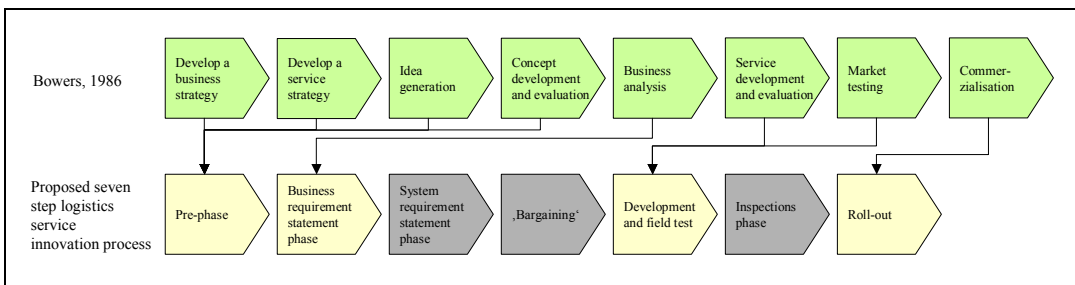 Bowers, 1986
Develop a
business
strategy
Develop a
service
strategy
Idea
generation
Concept
development
and evaluation
Business
analysis
Service
development
and evaluation
Market
testing
Commer-
zialisation
Proposed seven
step logistics
service
innovation process
Pre-phase
Business
requirement
statement
phase
System
requirement
statement
phase
‚Bargaining‘
Development
and field test
Inspections
phase
Roll-out